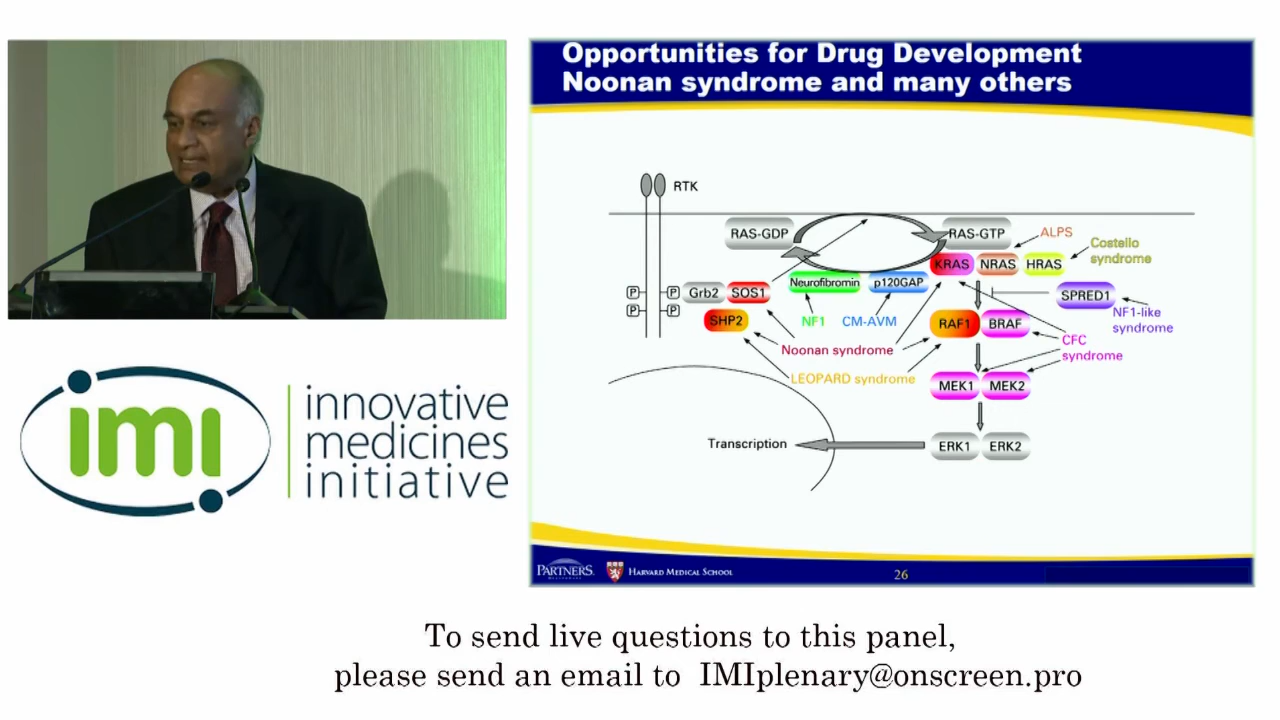 Opportunities for Drug Development
Noonan syndrome and many others
RTK
RAS-GDP
RAS-GTP
ALPS
Costello
syndrome
KRAS
NRAS
HRAS
Neurofibromin
p120GAP
P
P
Grb2
SOS1
SPRED1
P
P
SHP2
NF1
CM-AVM
RAF1
BRAF
NF1-like
syndrome
Noonan syndrome
CFC
syndrome
LEOPARD syndrome
MEK1
MEK2
Transcription
ERK1
ERK2
PARTNERS
HARVARD MEDICAL SCHOOL
26
imi
innovative
medicines
initiative
To send live questions to this panel,
please send an email to IMIplenary@onscreen.pro